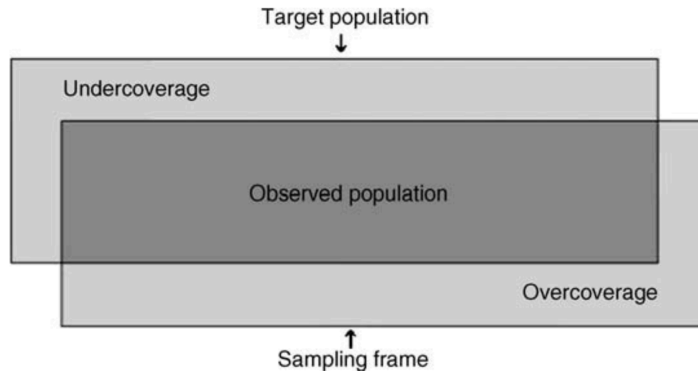 Target population
Undercoverage
Observed population
Overcoverage
Sampling frame